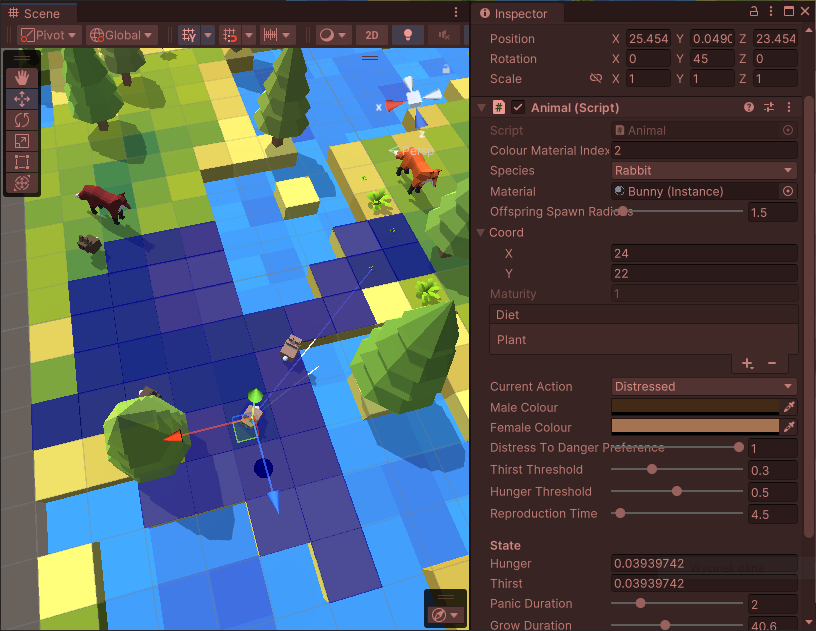 Scene
Pivot
Global
2D
Persp
x
z
Inspector
Position X 25.454 Y 0.0490 Z 23.454
Rotation X 0 Y 45 Z 0
Scale X 1 Y 1 Z 1
# Animal (Script)
Script Animal
Colour Material Index 2
Species Rabbit
Material Bunny (Instance)
Offspring Spawn Radius 1.5
Coord
X 24
Y 22
Maturity 1
Diet
Plant
Current Action Distressed
Male Colour
Female Colour
Distress To Danger Preference 1
Thirst Threshold 0.3
Hunger Threshold 0.5
Reproduction Time 4.5
State
Hunger 0.03939742
Thirst 0.03939742
Panic Duration 2
Grow Duration 40.6